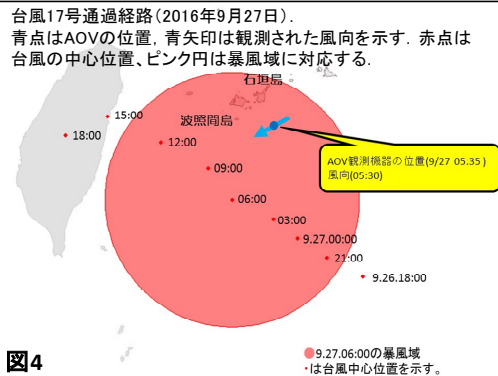 台風17号通過経路（2016年9月27日）．
青点はAOVの位置，青矢印は観測された風向を示す．赤点は
台風の中心位置、ピンク円は暴風域に対応する．
石垣島
波照間島
15:00
18:00
12:00
AOV観測機器の位置(9/27 05.35)
風向(05:30)
09:00
06:00
03:00
9.27.00:00
21:00
9.26.18:00
図4
9.27.06:00の暴風域
・は台風中心位置を示す。